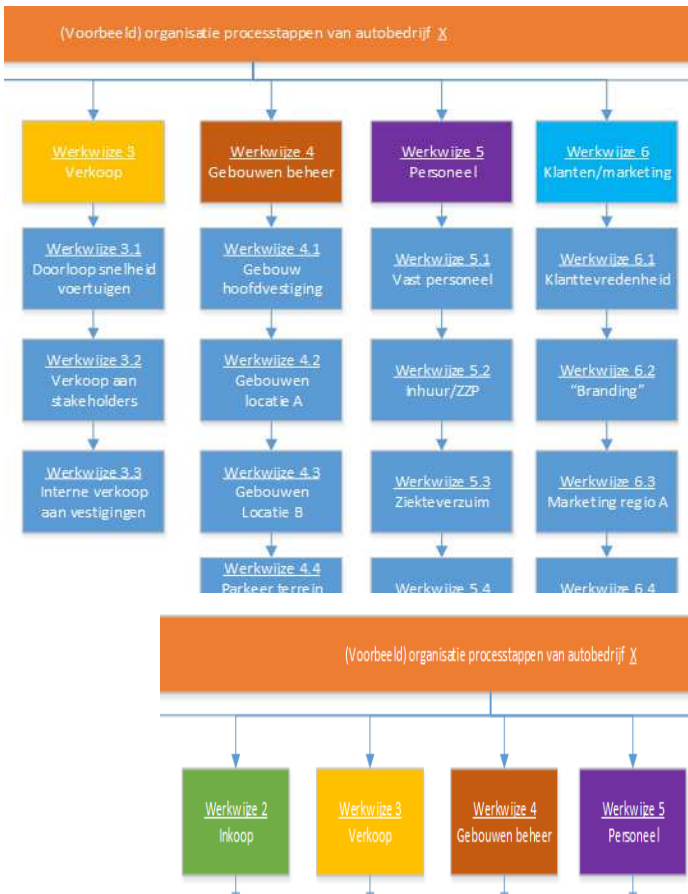 (Voorbeeld) organisatie processtappen van autobedrijf X
Werkwijze 3
Verkoop
Werkwijze 4
Gebouwen beheer
Werkwijze 5
Personeel
Werkwijze 6
Klanten/marketing
Werkwijze 3.1
Doorloop snelheid
voertuigen
Werkwijze 4.1
Gebouw
hoofdvestiging
Werkwijze 5.1
Vast personeel
Werkwijze 6.1
Klanttevredenheid
Werkwijze 3.2
Verkoop aan
stakeholders
Werkwijze 4.2
Gebouwen
locatie A
Werkwijze 5.2
Inhuur/ZZP
Werkwijze 6.2
"Branding"
Werkwijze 3.3
Interne verkoop
aan vestigingen
Werkwijze 4.3
Gebouwen
Locatie B
Werkwijze 5.3
Ziekteverzuim
Werkwijze 6.3
Marketing regio A
Werkwijze 4.4
Parkeer terrein
Werkwijze 5.4
Werkwijze 6.4
(Voorbeeld) organisatie processtappen van autobedrijf X
Werkwijze 2
Inkoop
Werkwijze 3
Verkoop
Werkwijze 4
Gebouwen beheer
Werkwijze 5
Personeel